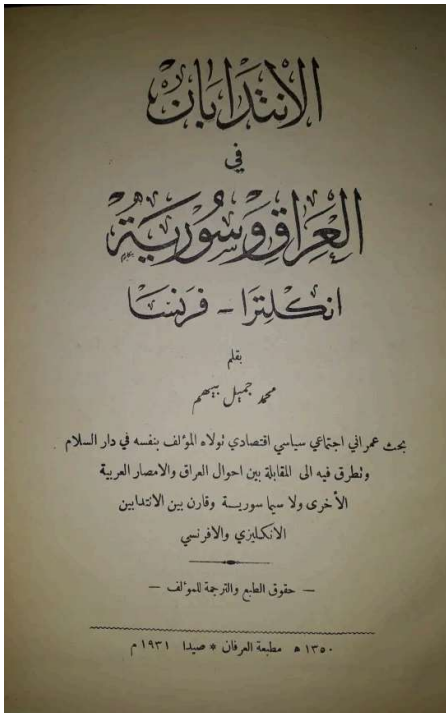 الانتدابان
في
العراق وسورية
انكلترا - فرنسا
بقلم
محمد جميل بيهم
بحث عمراني اجتماعي سياسي اقتصادي تولاه المؤلف بنفسه في دار السلام
وتطرق فيه الى المقابلة بين احوال العراق والامصار العربية
الأخرى ولا سيما سورية وقارن بين الانتدابين
الانكليزي والافرنسي
— حقوق الطبع والترجمة للمؤلف —
١٣٥٠ ھ مطبعة العرفان * صيدا ١٩٣١ م